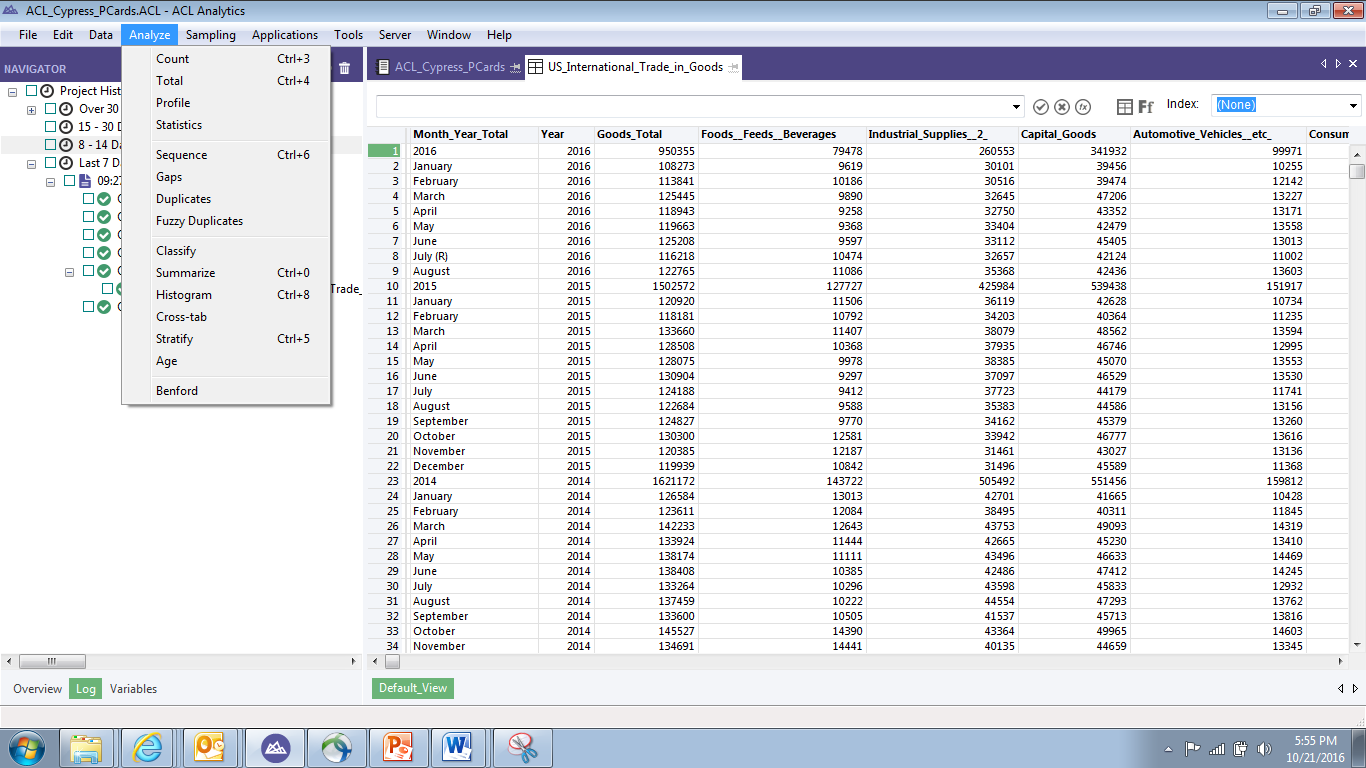 ACL_Cypress_PCards.ACL - ACL Analytics
File Edit Data Analyze Sampling Applications Tools Server Window Help
NAVIGATOR
Project Hist
Over 30
15 - 30 D
8 - 14 Da
Last 7 D
09:27
Trade_
Count Ctrl+3
Total Ctrl+4
Profile
Statistics
Sequence Ctrl+6
Gaps
Duplicates
Fuzzy Duplicates
Classify
Summarize Ctrl+0
Histogram Ctrl+8
Cross-tab
Stratify Ctrl+5
Age
Benford
ACL_Cypress_PCards US_International_Trade_in_Goods
Ff Index: (None)
Month_Year_Total Year Goods_Total Foods__Feeds__Beverages Industrial_Supplies__2_ Capital_Goods Automotive_Vehicles__etc_ Consum
1 2016 2016 950355 79478 260553 341932 99971
2 January 2016 108273 9619 30101 39456 10255
3 February 2016 113841 10186 30516 39474 12142
4 March 2016 125445 9890 32645 47206 13227
5 April 2016 118943 9258 32750 43352 13171
6 May 2016 119663 9368 33404 42479 13558
7 June 2016 125208 9597 33112 45405 13013
8 July (R) 2016 116218 10474 32657 42124 11002
9 August 2016 122765 11086 35368 42436 13603
10 2015 2015 1502572 127727 425984 539438 151917
11 January 2015 120920 11506 36119 42628 10734
12 February 2015 118181 10792 34203 40364 11235
13 March 2015 133660 11407 38079 48562 13594
14 April 2015 128508 10368 37935 46746 12995
15 May 2015 128075 9978 38385 45070 13553
16 June 2015 130904 9297 37097 46529 13530
17 July 2015 124188 9412 37723 44179 11741
18 August 2015 122684 9588 35383 44586 13156
19 September 2015 124827 9770 34162 45379 13260
20 October 2015 130300 12581 33942 46777 13616
21 November 2015 120385 12187 31461 43027 13136
22 December 2015 119939 10842 31496 45589 11368
23 2014 2014 1621172 143722 505492 551456 159812
24 January 2014 126584 13013 42701 41665 10428
25 February 2014 123611 12084 38495 40311 11845
26 March 2014 142233 12643 43753 49093 14319
27 April 2014 133924 11444 42665 45230 13410
28 May 2014 138174 11111 43496 46633 14469
29 June 2014 138408 10385 42486 47412 14245
30 July 2014 133264 10296 43598 45833 12932
31 August 2014 137459 10222 44554 47293 13762
32 September 2014 133600 10505 41537 45713 13816
33 October 2014 145527 14390 43364 49965 14603
34 November 2014 134691 14441 40135 44659 13345
Overview Log Variables
Default_View
5:55 PM
10/21/2016